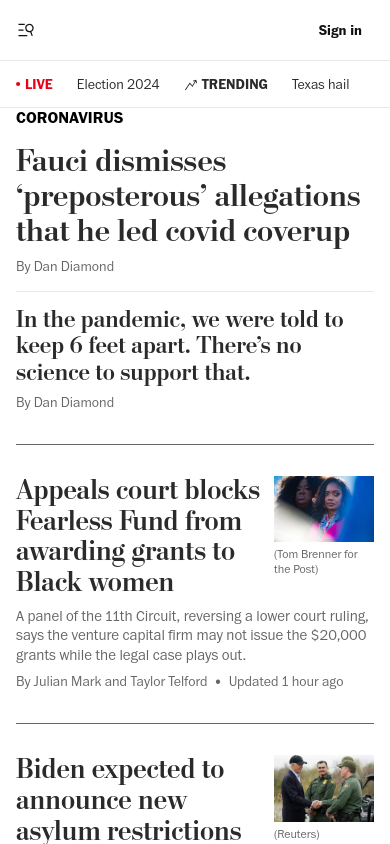 Sign in
LIVE
Election 2024
TRENDING
Texas hail
CORONAVIRUS
Fauci dismisses
‘preposterous’ allegations
that he led covid coverup
By Dan Diamond
In the pandemic, we were told to
keep 6 feet apart. There’s no
science to support that.
By Dan Diamond
Appeals court blocks
Fearless Fund from
awarding grants to
Black women
(Tom Brenner for
the Post)
A panel of the 11th Circuit, reversing a lower court ruling,
says the venture capital firm may not issue the $20,000
grants while the legal case plays out.
By Julian Mark and Taylor Telford • Updated 1 hour ago
Biden expected to
announce new
asylum restrictions
(Reuters)